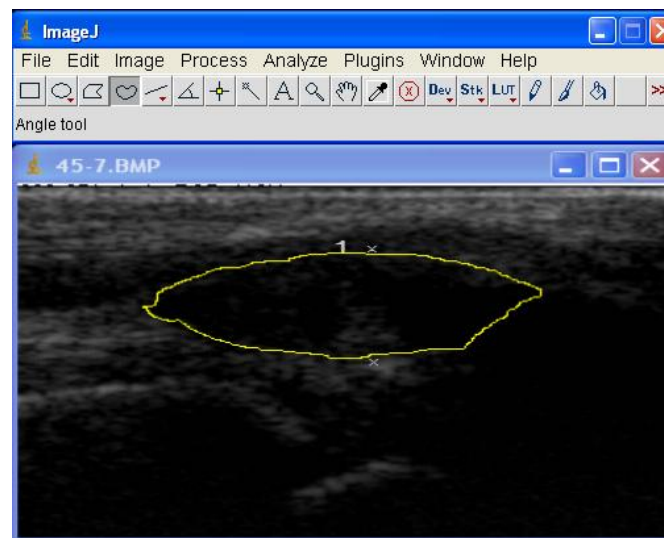 ImageJ
File Edit Image Process Analyze Plugins Window Help
A Dev Stk LUT >>
Angle tool
45-7.BMP
1